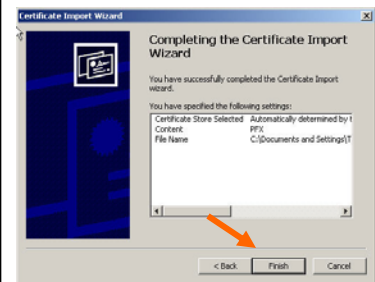 Certificate Import Wizard
Completing the Certificate Import
Wizard
You have successfully completed the Certificate Import
wizard.
You have specified the following settings:
Certificate Store Selected Automatically determined by t
Content PFX
File Name C:\Documents and Settings\T
< Back Finish Cancel